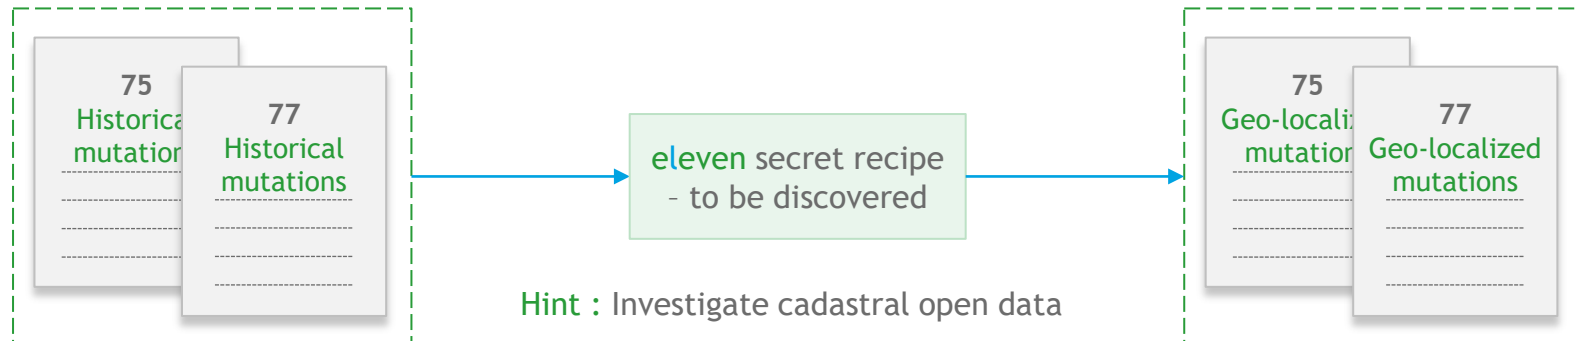 75
Historica
mutation
77
Historical
mutations
eleven secret recipe
– to be discovered
Hint : Investigate cadastral open data
75
Geo-localiz
mutation
77
Geo-localized
mutations